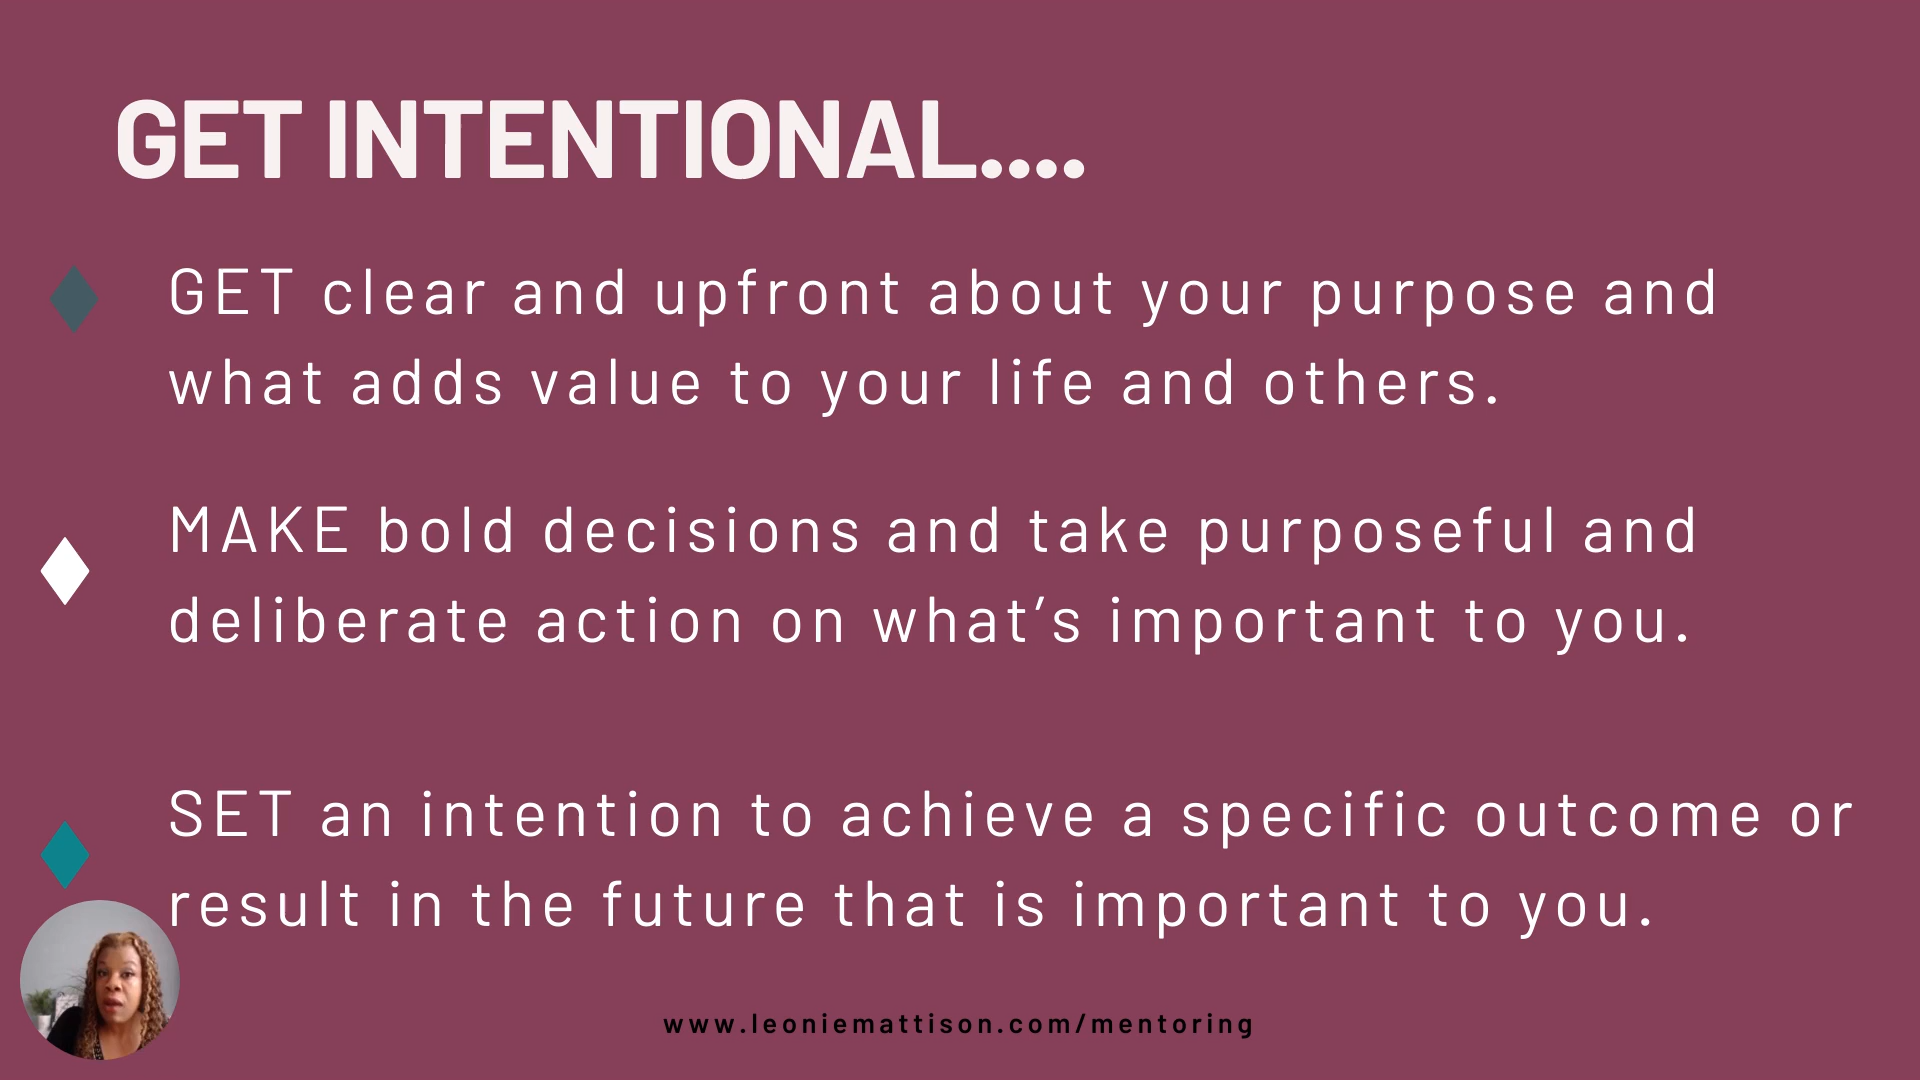 GET INTENTIONAL....
GET clear and upfront about your purpose and
what adds value to your life and others.
MAKE bold decisions and take purposeful and
deliberate action on what’s important to you.
SET an intention to achieve a specific outcome or
result in the future that is important to you.
www.leoniemattison.com/mentoring